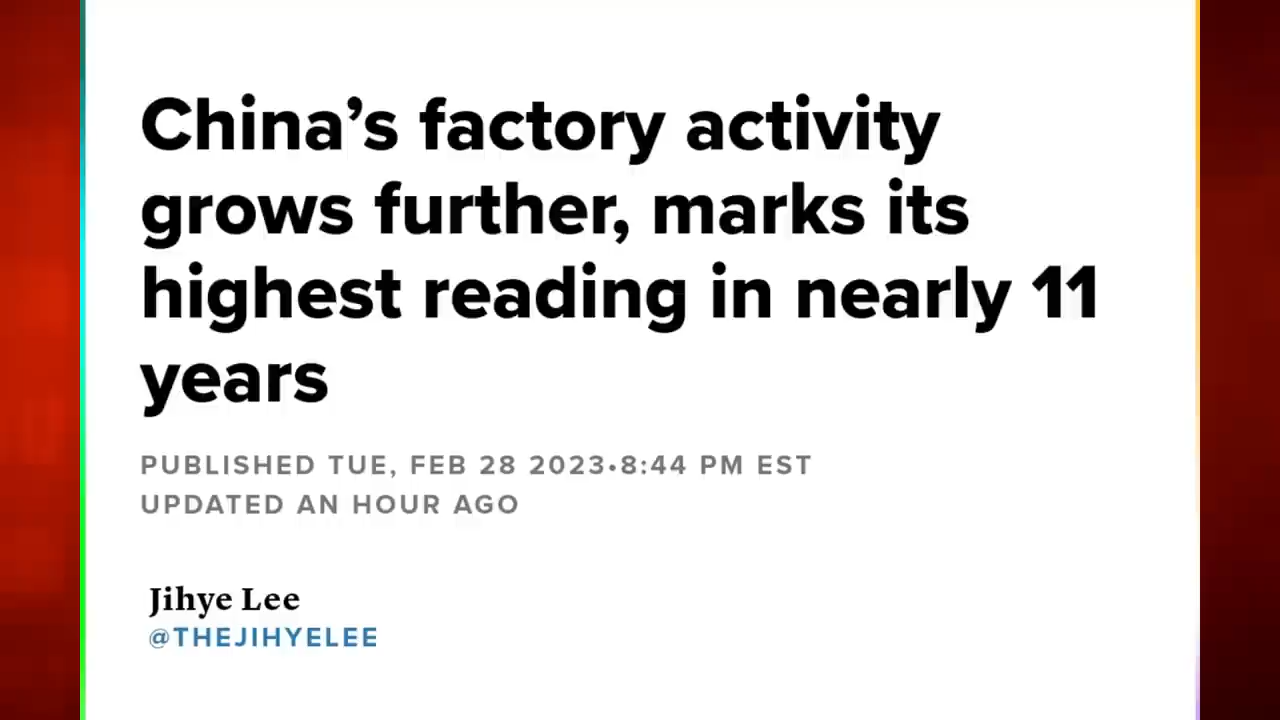 China’s factory activity
grows further, marks its
highest reading in nearly 11
years
PUBLISHED TUE, FEB 28 2023•8:44 PM EST
UPDATED AN HOUR AGO
Jihye Lee
@THEJIHYELEE